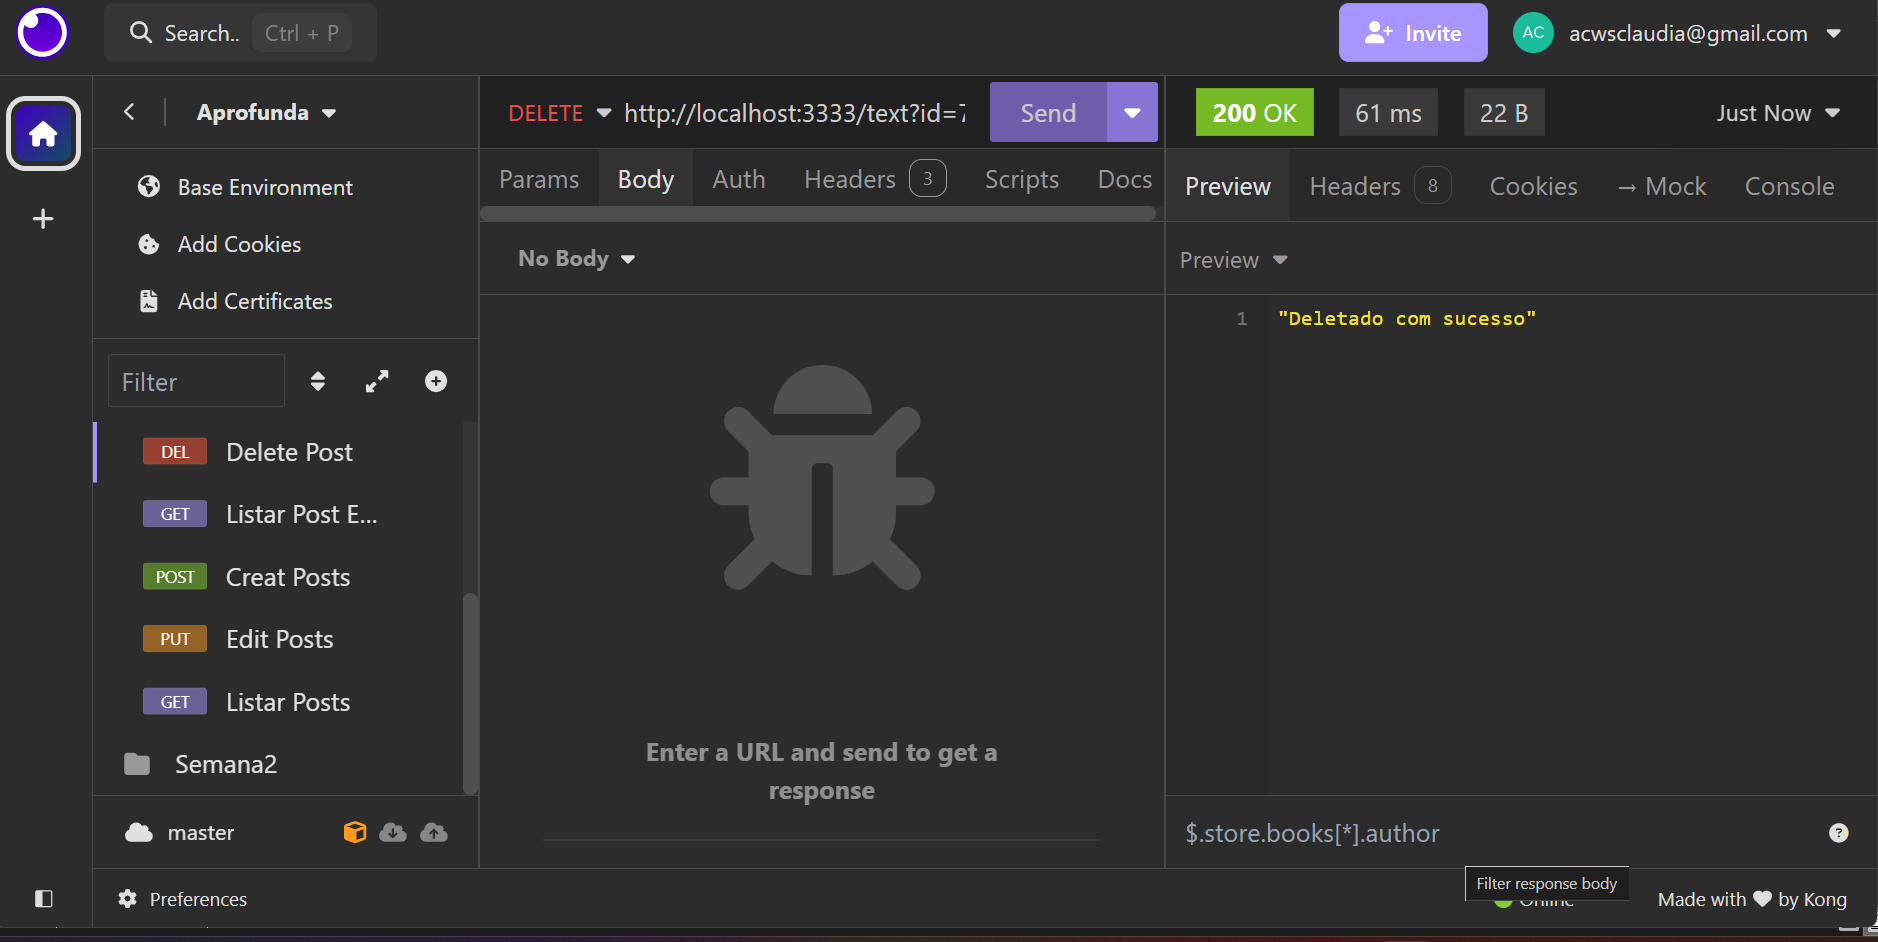 Search.. Ctrl + P
Invite
AC
acwsclaudia@gmail.com
Aprofunda
Base Environment
Add Cookies
Add Certificates
Filter
DEL Delete Post
GET Listar Post E...
POST Creat Posts
PUT Edit Posts
GET Listar Posts
Semana2
master
Preferences
DELETE http://localhost:3333/text?id=7
Send
Params Body Auth Headers 3 Scripts Docs
No Body
Enter a URL and send to get a
response
200 OK 61 ms 22 B Just Now
Preview Headers 8 Cookies → Mock Console
Preview
1 "Deletado com sucesso"
$.store.books[*].author
?
Filter response body
Online
Made with ❤ by Kong